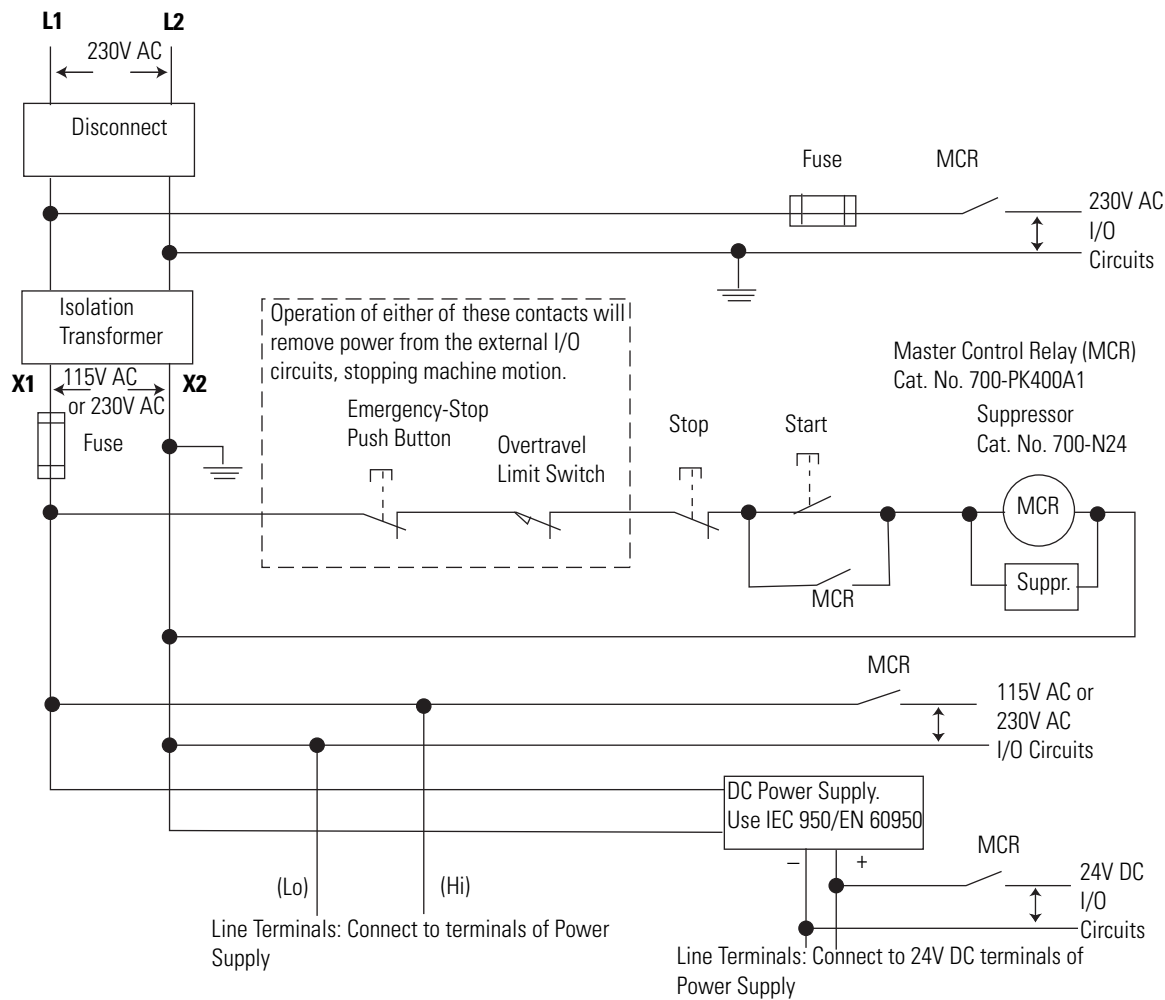 L1
L2
230V AC
Disconnect
Fuse
MCR
230V AC
I/O
Circuits
Isolation
Transformer
Operation of either of these contacts will
remove power from the external I/O
circuits, stopping machine motion.
Master Control Relay (MCR)
Cat. No. 700-PK400A1
X1
115V AC
or 230V AC
X2
Fuse
Emergency-Stop
Push Button
Overtravel
Limit Switch
Stop
Start
Suppressor
Cat. No. 700-N24
MCR
Suppr.
MCR
MCR
115V AC or
230V AC
I/O Circuits
DC Power Supply.
Use IEC 950/EN 60950
–
+
MCR
24V DC
I/O
Circuits
(Lo)
(Hi)
Line Terminals: Connect to terminals of Power
Supply
Line Terminals: Connect to 24V DC terminals of
Power Supply